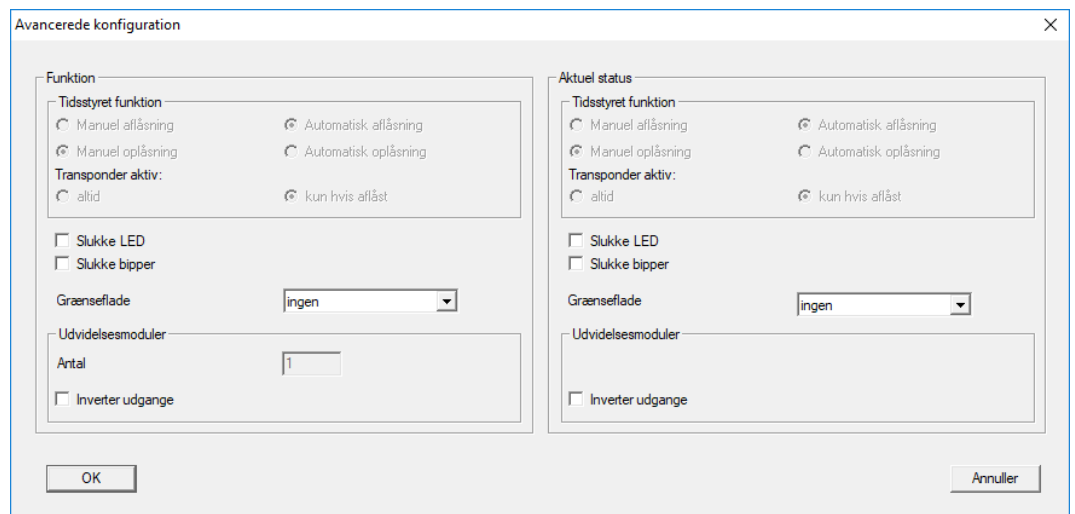 Avancerede konfiguration
Funktion
Tidsstyret funktion
Manuel aflåsning Automatisk aflåsning
Manuel oplåsning Automatisk oplåsning
Transponder aktiv:
altid kun hvis aflåst
Slukke LED
Slukke bipper
Grænseflade ingen
Udvidelsesmoduler
Antal 1
Inverter udgange
Aktuel status
Tidsstyret funktion
Manuel aflåsning Automatisk aflåsning
Manuel oplåsning Automatisk oplåsning
Transponder aktiv:
altid kun hvis aflåst
Slukke LED
Slukke bipper
Grænseflade ingen
Udvidelsesmoduler
Inverter udgange
OK Annuller